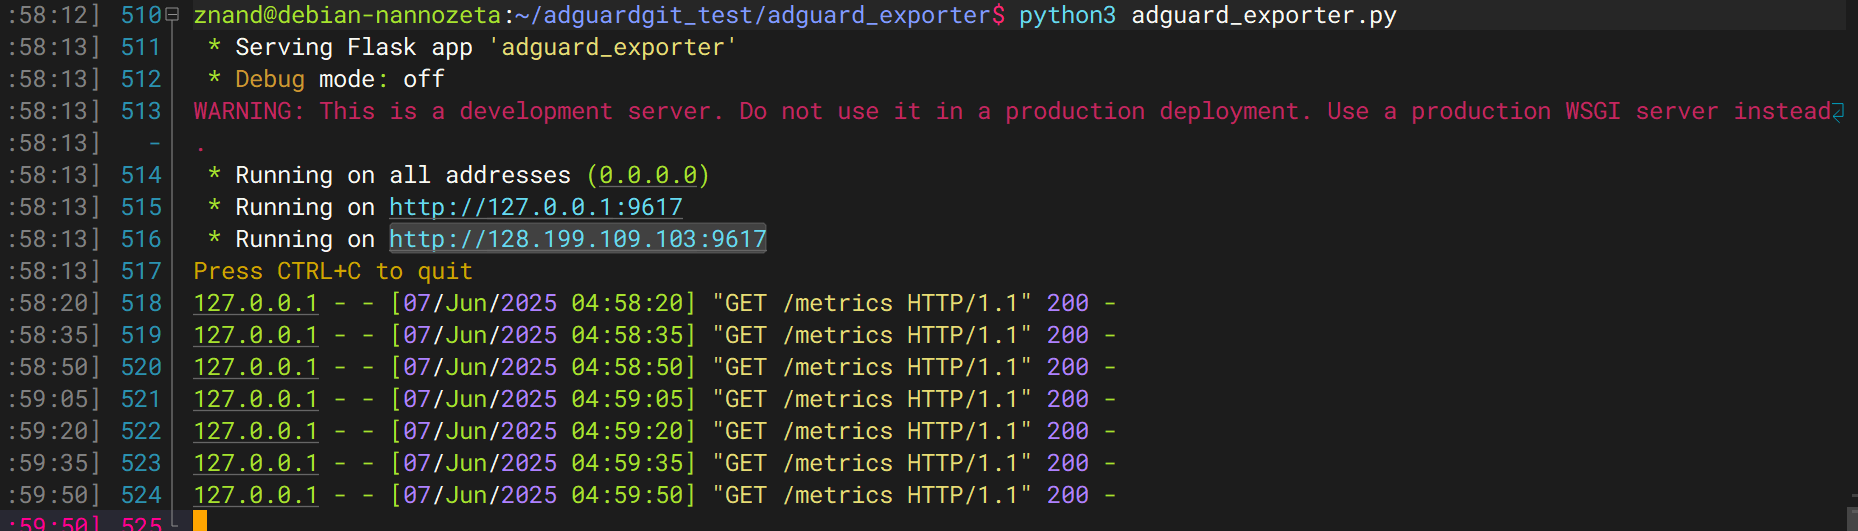 :58:12] 510 znand@debian-nannozeta:~/adguardgit_test/adguard_exporter$ python3 adguard_exporter.py
:58:13] 511 * Serving Flask app 'adguard_exporter'
:58:13] 512 * Debug mode: off
:58:13] 513 WARNING: This is a development server. Do not use it in a production deployment. Use a production WSGI server instead
:58:13] - .
:58:13] 514 * Running on all addresses (0.0.0.0)
:58:13] 515 * Running on http://127.0.0.1:9617
:58:13] 516 * Running on http://128.199.109.103:9617
:58:13] 517 Press CTRL+C to quit
:58:20] 518 127.0.0.1 - - [07/Jun/2025 04:58:20] "GET /metrics HTTP/1.1" 200 -
:58:35] 519 127.0.0.1 - - [07/Jun/2025 04:58:35] "GET /metrics HTTP/1.1" 200 -
:58:50] 520 127.0.0.1 - - [07/Jun/2025 04:58:50] "GET /metrics HTTP/1.1" 200 -
:59:05] 521 127.0.0.1 - - [07/Jun/2025 04:59:05] "GET /metrics HTTP/1.1" 200 -
:59:20] 522 127.0.0.1 - - [07/Jun/2025 04:59:20] "GET /metrics HTTP/1.1" 200 -
:59:35] 523 127.0.0.1 - - [07/Jun/2025 04:59:35] "GET /metrics HTTP/1.1" 200 -
:59:50] 524 127.0.0.1 - - [07/Jun/2025 04:59:50] "GET /metrics HTTP/1.1" 200 -
:59:50] 525